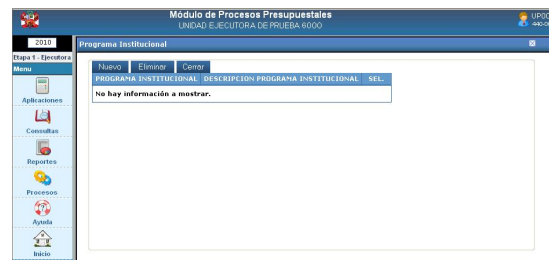 Módulo de Procesos Presupuestales
UNIDAD EJECUTORA DE PRUEBA 6000
2010
Etapa 1 - Ejecutora
Menu
Aplicaciones
Consultas
Reportes
Procesos
Ayuda
Inicio
Programa Institucional
Nuevo Eliminar Cerrar
PROGRAMA INSTITUCIONAL DESCRIPCION PROGRAMA INSTITUCIONAL SEL.
No hay información a mostrar.